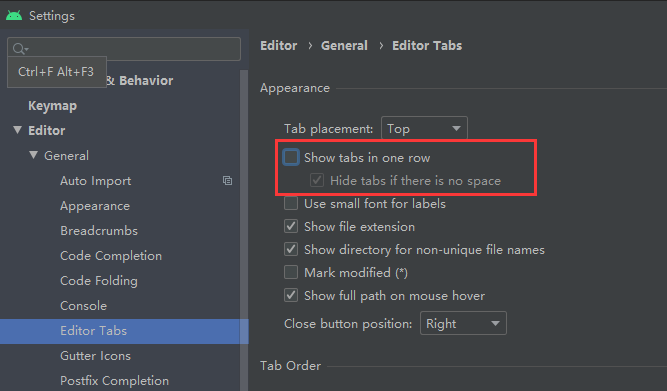 Settings
Ctrl+F Alt+F3
& Behavior
Keymap
Editor
General
Auto Import
Appearance
Breadcrumbs
Code Completion
Code Folding
Console
Editor Tabs
Gutter Icons
Postfix Completion
Editor › General › Editor Tabs
Appearance
Tab placement: Top
Show tabs in one row
Hide tabs if there is no space
Use small font for labels
Show file extension
Show directory for non-unique file names
Mark modified (*)
Show full path on mouse hover
Close button position: Right
Tab Order